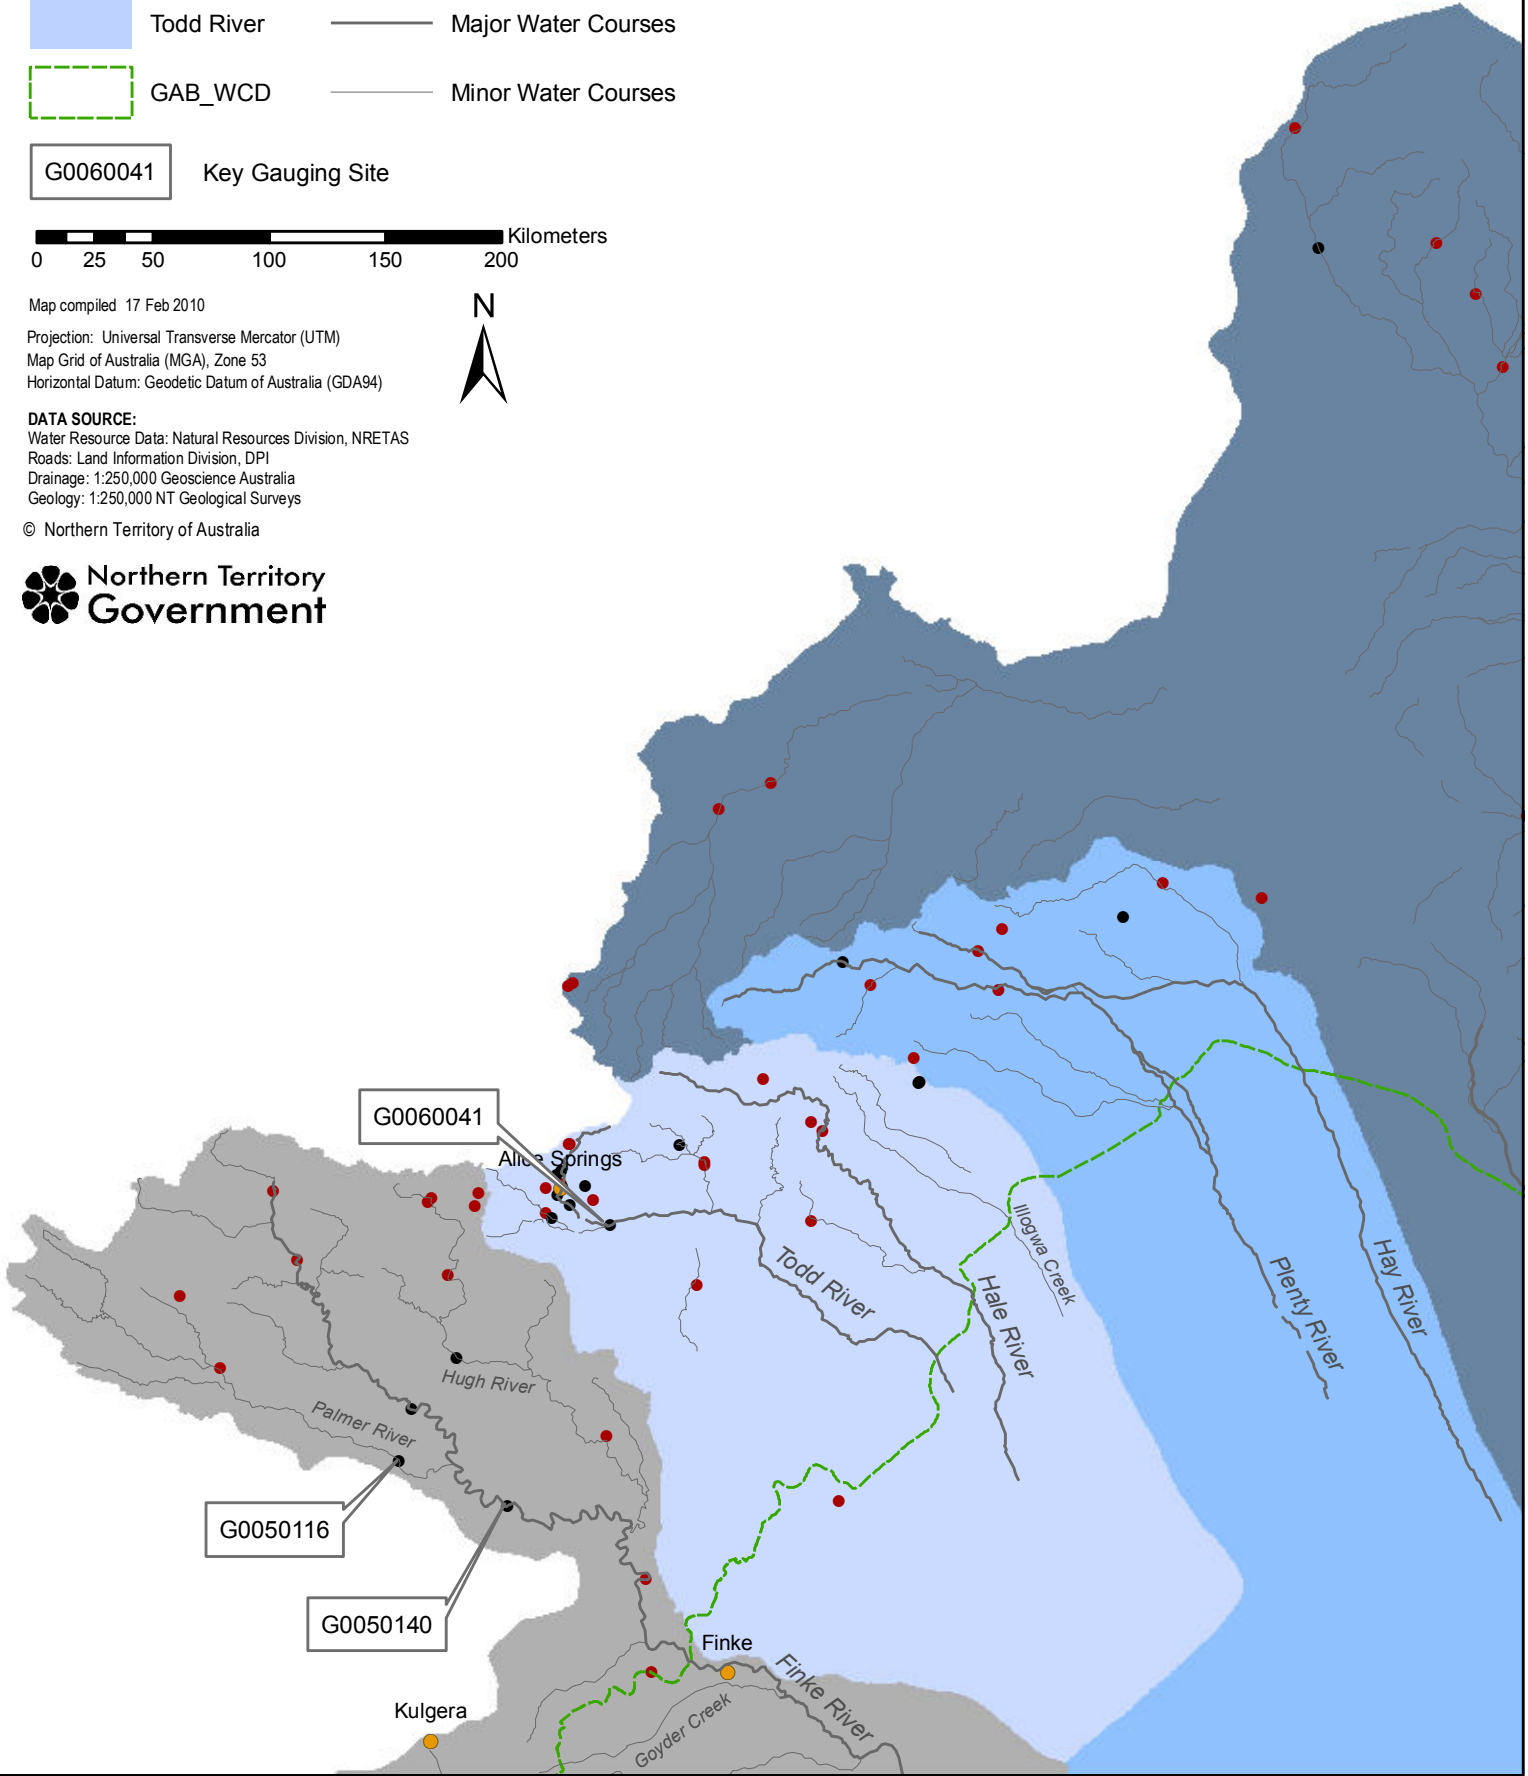 Todd River
Major Water Courses
GAB_WCD
Minor Water Courses
G0060041
Key Gauging Site
Kilometers
0 25 50 100 150 200
Map compiled 17 Feb 2010
N
Projection: Universal Transverse Mercator (UTM)
Map Grid of Australia (MGA), Zone 53
Horizontal Datum: Geodetic Datum of Australia (GDA94)
DATA SOURCE:
Water Resource Data: Natural Resources Division, NRETAS
Roads: Land Information Division, DPI
Drainage: 1:250,000 Geoscience Australia
Geology: 1:250,000 NT Geological Surveys
© Northern Territory of Australia
Northern Territory
Government
G0060041
Alice Springs
Illogwa Creek
Todd River
Hale River
Plenty River
Hay River
Hugh River
Palmer River
G0050116
G0050140
Finke
Finke River
Kulgera
Goyder Creek